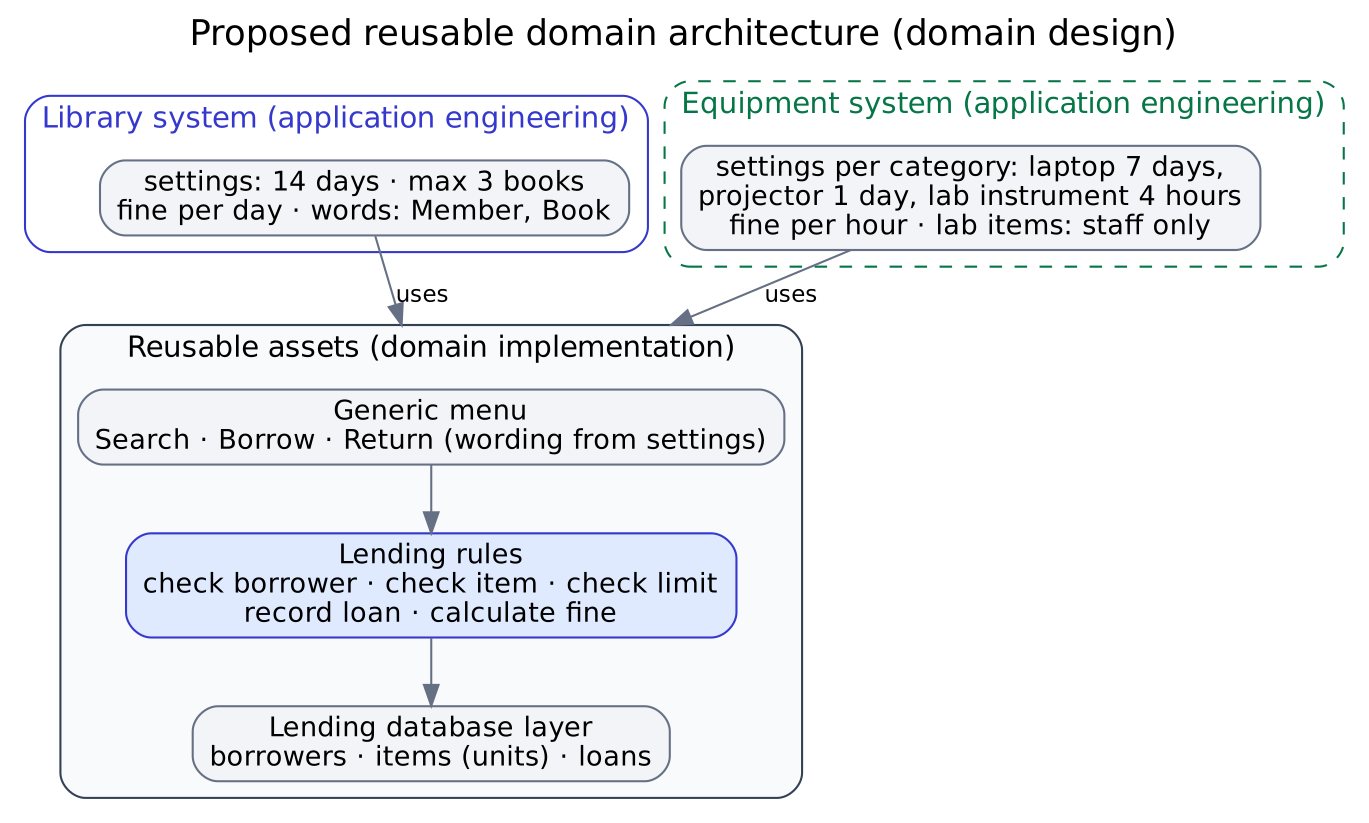 Proposed reusable domain architecture (domain design)
Library system (application engineering)
settings: 14 days · max 3 books
fine per day · words: Member, Book
Equipment system (application engineering)
settings per category: laptop 7 days,
projector 1 day, lab instrument 4 hours
fine per hour · lab items: staff only
uses
uses
Reusable assets (domain implementation)
Generic menu
Search · Borrow · Return (wording from settings)
Lending rules
check borrower · check item · check limit
record loan · calculate fine
Lending database layer
borrowers · items (units) · loans